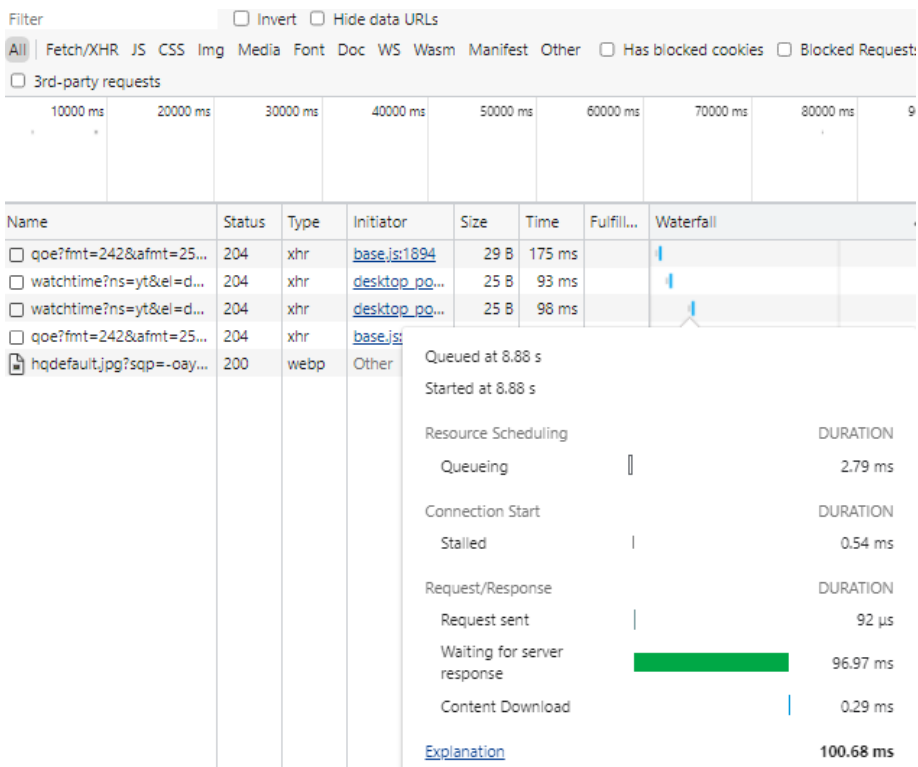 Filter Invert Hide data URLs
All Fetch/XHR JS CSS Img Media Font Doc WS Wasm Manifest Other Has blocked cookies Blocked Requests
3rd-party requests
10000 ms 20000 ms 30000 ms 40000 ms 50000 ms 60000 ms 70000 ms 80000 ms 9
Name Status Type Initiator Size Time Fulfill... Waterfall
qoe?fmt=242&afmt=25... 204 xhr base.js:1894 29 B 175 ms
watchtime?ns=yt&el=d... 204 xhr desktop_po... 25 B 93 ms
watchtime?ns=yt&el=d... 204 xhr desktop_po... 25 B 98 ms
qoe?fmt=242&afmt=25... 204 xhr base.js:
hqdefault.jpg?sqp=-oay... 200 webp Other
Queued at 8.88 s
Started at 8.88 s
Resource Scheduling DURATION
Queueing 2.79 ms
Connection Start DURATION
Stalled 0.54 ms
Request/Response DURATION
Request sent 92 μs
Waiting for server
response 96.97 ms
Content Download 0.29 ms
Explanation 100.68 ms